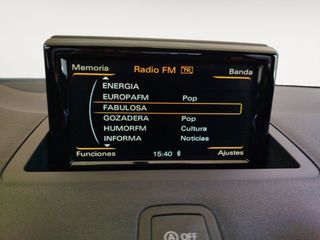 Memoria Radio FM TP Banda
ENERGIA
EUROPAFM Pop
FABULOSA
GOZADERA Pop
HUMORFM Cultura
INFORMA Noticias
Funciones 15:40 Ajustes
A OFF